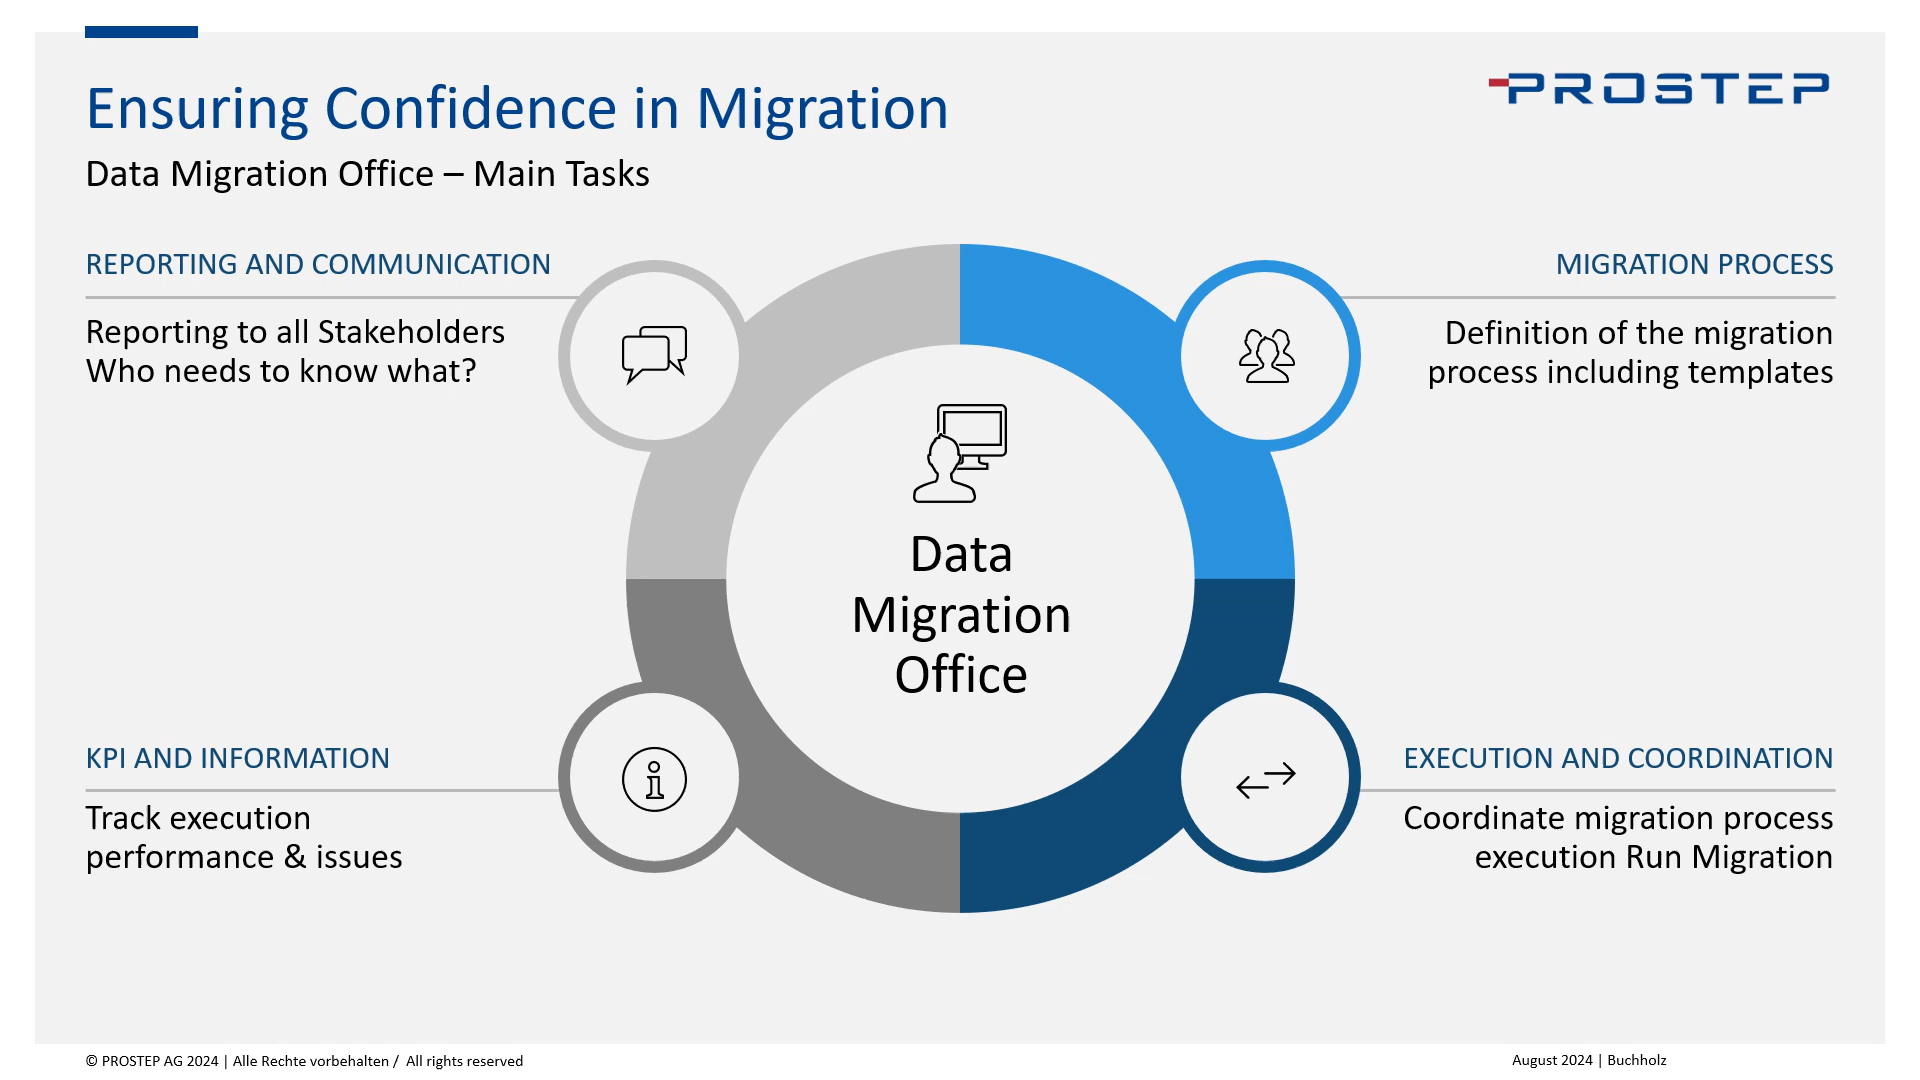 Ensuring Confidence in Migration
PROSTEP
Data Migration Office – Main Tasks
REPORTING AND COMMUNICATION
Reporting to all Stakeholders
Who needs to know what?
MIGRATION PROCESS
Definition of the migration
process including templates
Data
Migration
Office
KPI AND INFORMATION
Track execution
performance & issues
EXECUTION AND COORDINATION
Coordinate migration process
execution Run Migration
© PROSTEP AG 2024 | Alle Rechte vorbehalten / All rights reserved
August 2024 | Buchholz